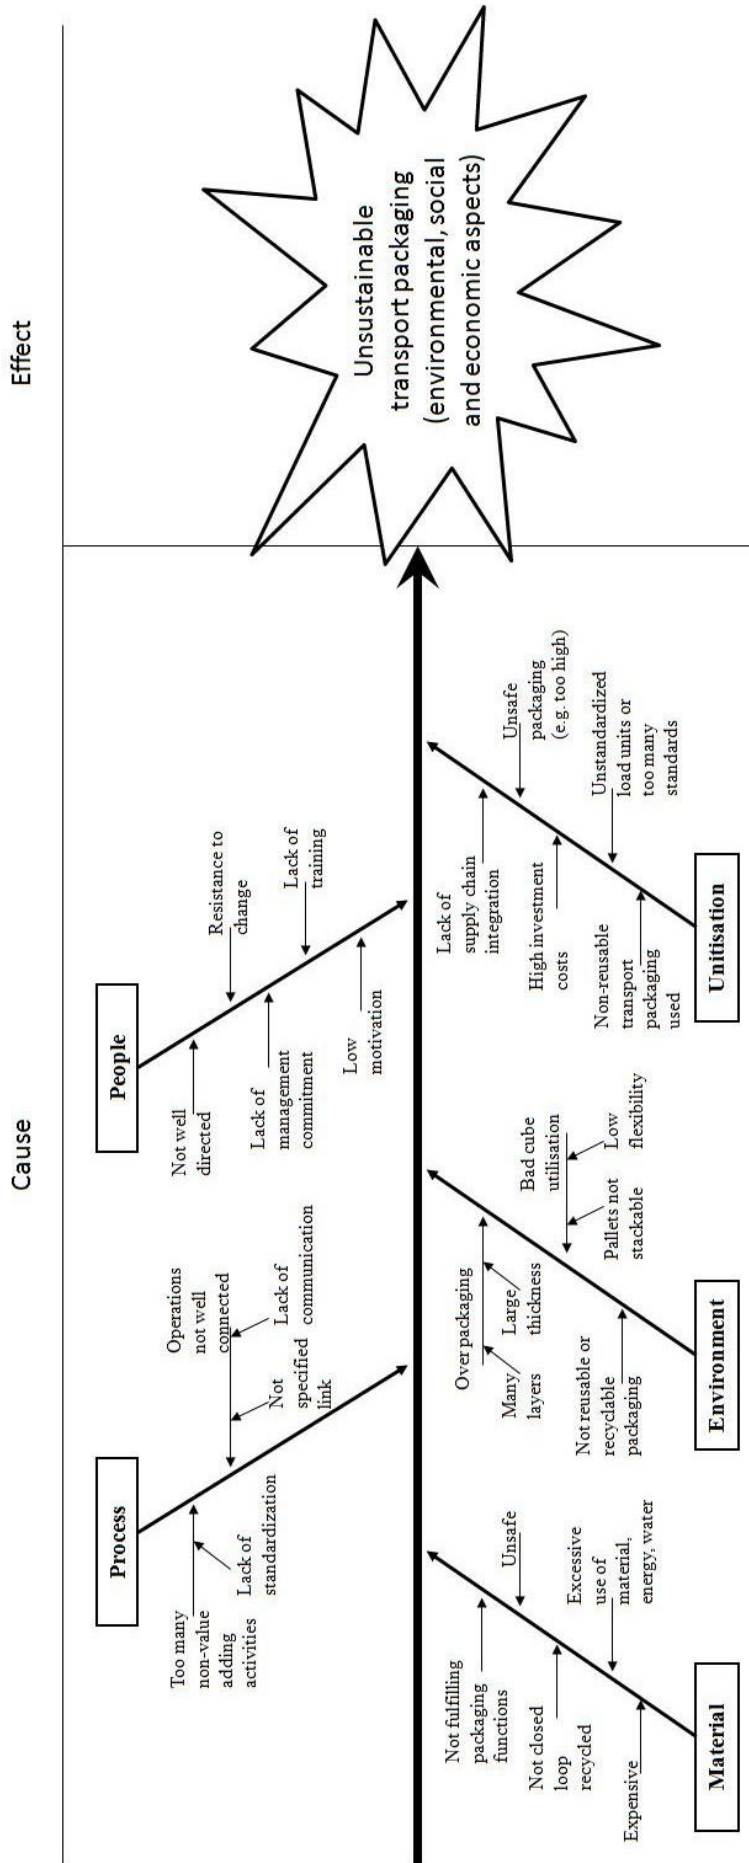 Cause
Effect
Process
People
Too many
non-value
adding
activities
Lack of
standardization
Operations
not well
connected
Not
specified
link
Lack of
communication
Not well
directed
Resistance to
change
Lack of
management
commitment
Lack of
training
Low
motivation
Unsustainable
transport packaging
(environmental, social
and economic aspects)
Not fulfilling
packaging
functions
Unsafe
Not closed
loop
recycled
Excessive
use of
material,
energy, water
Expensive
Over packaging
Many
layers
Large
thickness
Bad cube
utilisation
Pallets not
stackable
Low
flexibility
Not reusable or
recyclable
packaging
Lack of
supply chain
integration
Unsafe
packaging
(e.g. too high)
High investment
costs
Unstandardized
load units or
too many
standards
Non-reusable
transport
packaging
used
Material
Environment
Unitisation